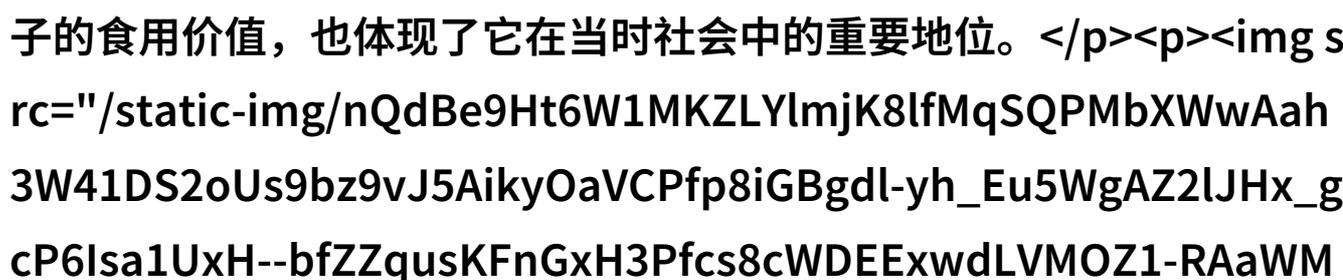 子的食用价值，也体现了它在当时社会中的重要地位。</p><p><img s
rc="/static-img/nQdBe9Ht6W1MKZLYlmjK8lfMqSQPMbXWwAah
3W41DS2oUs9bz9vJ5AikyOaVCPfp8iGBgdl-yh_Eu5WgAZ2lJHx_g
cP6Isa1UxH--bfZZqusKFnGxH3Pfcs8cWDEExwdLVMOZ1-RAaWM